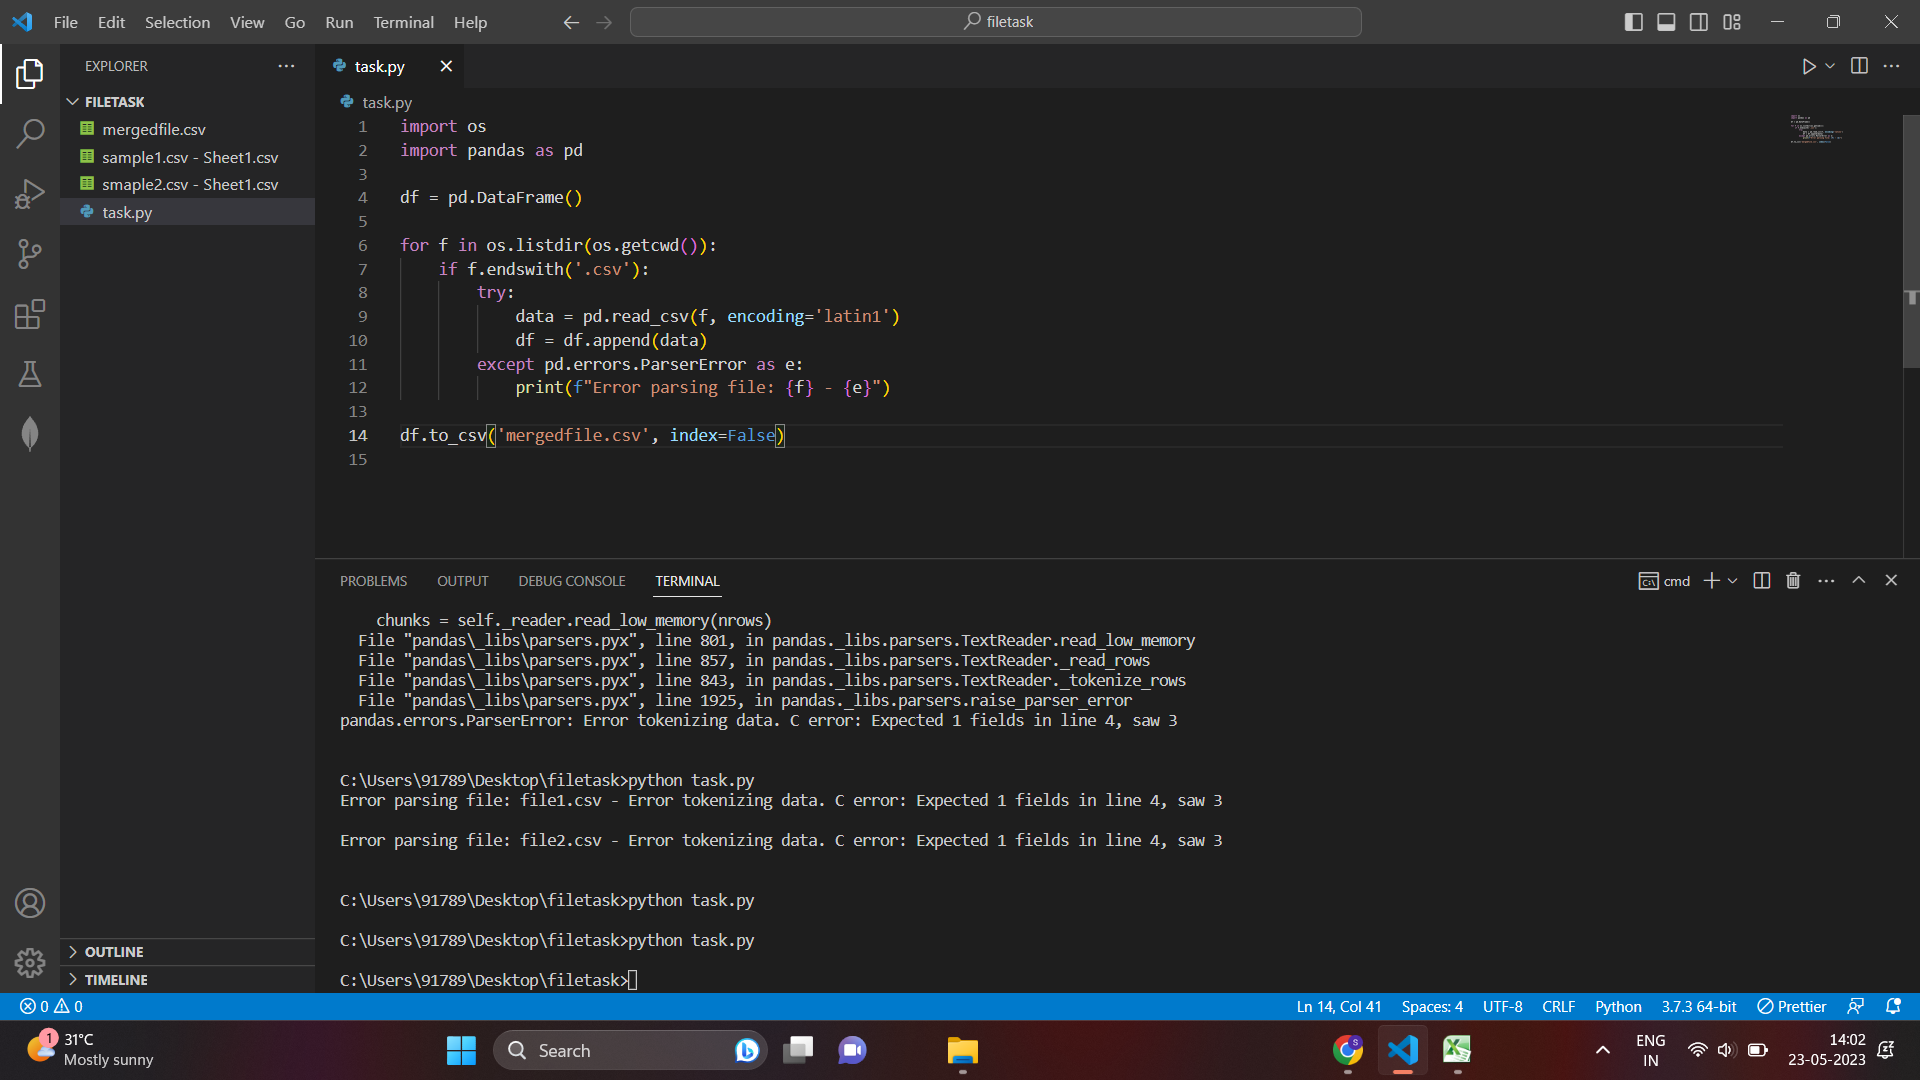 File Edit Selection View Go Run Terminal Help
filetask
EXPLORER
FILETASK
mergedfile.csv
sample1.csv - Sheet1.csv
smaple2.csv - Sheet1.csv
task.py
OUTLINE
TIMELINE
task.py
task.py
1 import os
2 import pandas as pd
3
4 df = pd.DataFrame()
5
6 for f in os.listdir(os.getcwd()):
7 if f.endswith('.csv'):
8 try:
9 data = pd.read_csv(f, encoding='latin1')
10 df = df.append(data)
11 except pd.errors.ParserError as e:
12 print(f"Error parsing file: {f} - {e}")
13
14 df.to_csv('mergedfile.csv', index=False)
15
PROBLEMS OUTPUT DEBUG CONSOLE TERMINAL
cmd
chunks = self._reader.read_low_memory(nrows)
File "pandas\_libs\parsers.pyx", line 801, in pandas._libs.parsers.TextReader.read_low_memory
File "pandas\_libs\parsers.pyx", line 857, in pandas._libs.parsers.TextReader._read_rows
File "pandas\_libs\parsers.pyx", line 843, in pandas._libs.parsers.TextReader._tokenize_rows
File "pandas\_libs\parsers.pyx", line 1925, in pandas._libs.parsers.raise_parser_error
pandas.errors.ParserError: Error tokenizing data. C error: Expected 1 fields in line 4, saw 3
C:\Users\91789\Desktop\filetask>python task.py
Error parsing file: file1.csv - Error tokenizing data. C error: Expected 1 fields in line 4, saw 3
Error parsing file: file2.csv - Error tokenizing data. C error: Expected 1 fields in line 4, saw 3
C:\Users\91789\Desktop\filetask>python task.py
C:\Users\91789\Desktop\filetask>python task.py
C:\Users\91789\Desktop\filetask>
0 0
Ln 14, Col 41 Spaces: 4 UTF-8 CRLF Python 3.7.3 64-bit Prettier
1
31°C
Mostly sunny
Search
S
ENG
IN
14:02
23-05-2023